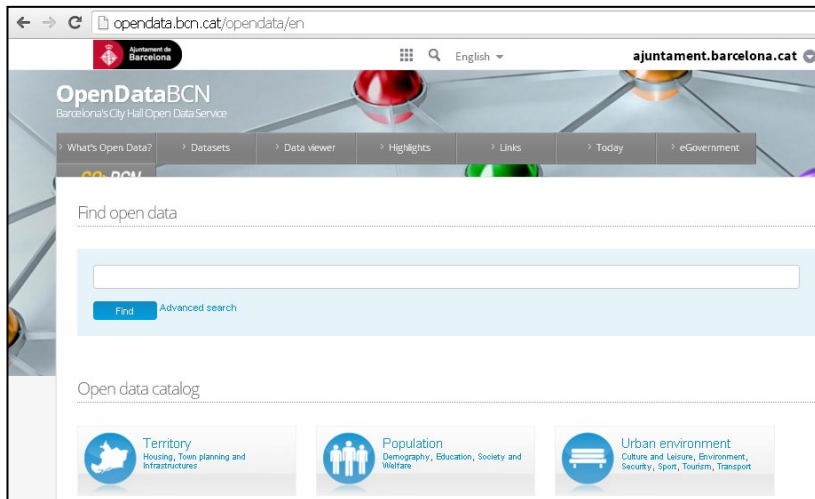 opendata.bcn.cat/opendata/en
Ajuntament de
Barcelona
English
ajuntament.barcelona.cat
OpenDataBCN
Barcelona's City Hall Open Data Service
What's Open Data?
Datasets
Data viewer
Highlights
Links
Today
eGovernment
GO>BCN
Find open data
Find
Advanced search
Open data catalog
Territory
Housing, Town planning and
Infrastructures
Population
Demography, Education, Society and
Welfare
Urban environment
Culture and Leisure, Environment,
Security, Sport, Tourism, Transport